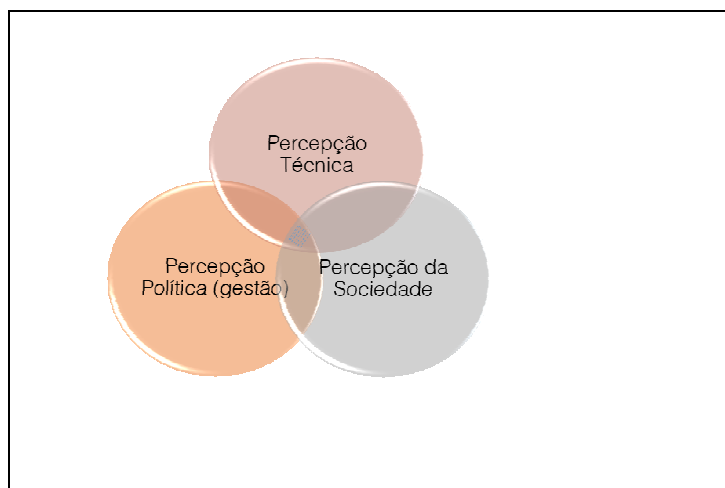 Percepção
Técnica
Percepção
Política (gestão)
Percepção da
Sociedade